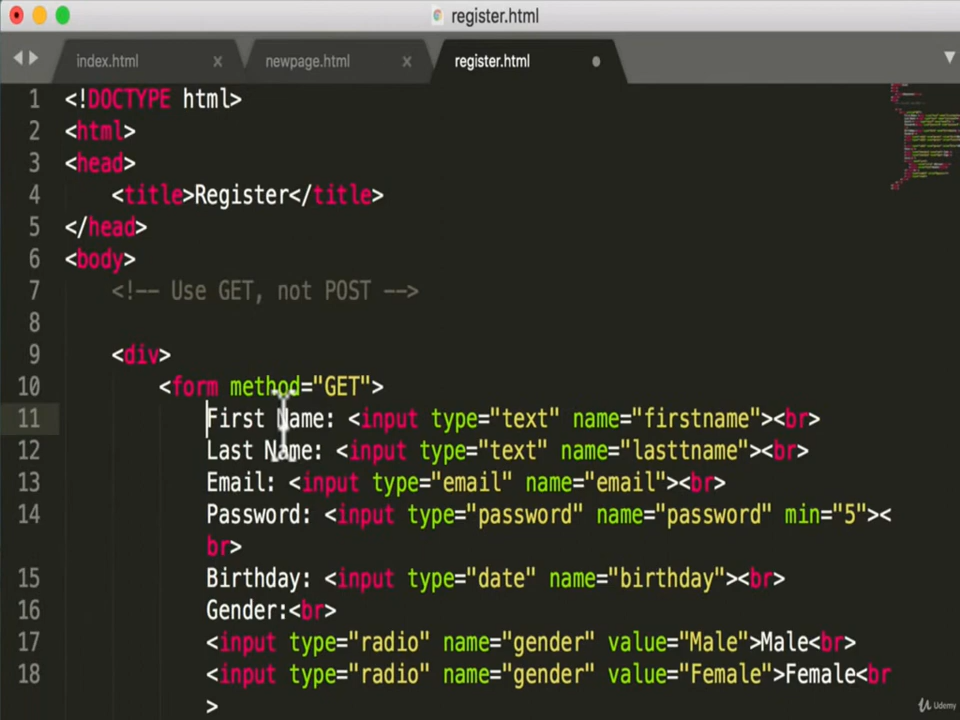 register.html
index.html x newpage.html x register.html
1 <!DOCTYPE html>
2 <html>
3 <head>
4 <title>Register</title>
5 </head>
6 <body>
7 <!-- Use GET, not POST -->
8
9 <div>
10 <form method="GET">
11 First Name: <input type="text" name="firstname"><br>
12 Last Name: <input type="text" name="lasttname"><br>
13 Email: <input type="email" name="email"><br>
14 Password: <input type="password" name="password" min="5"><
br>
15 Birthday: <input type="date" name="birthday"><br>
16 Gender:<br>
17 <input type="radio" name="gender" value="Male">Male<br>
18 <input type="radio" name="gender" value="Female">Female<br
>
Udemy